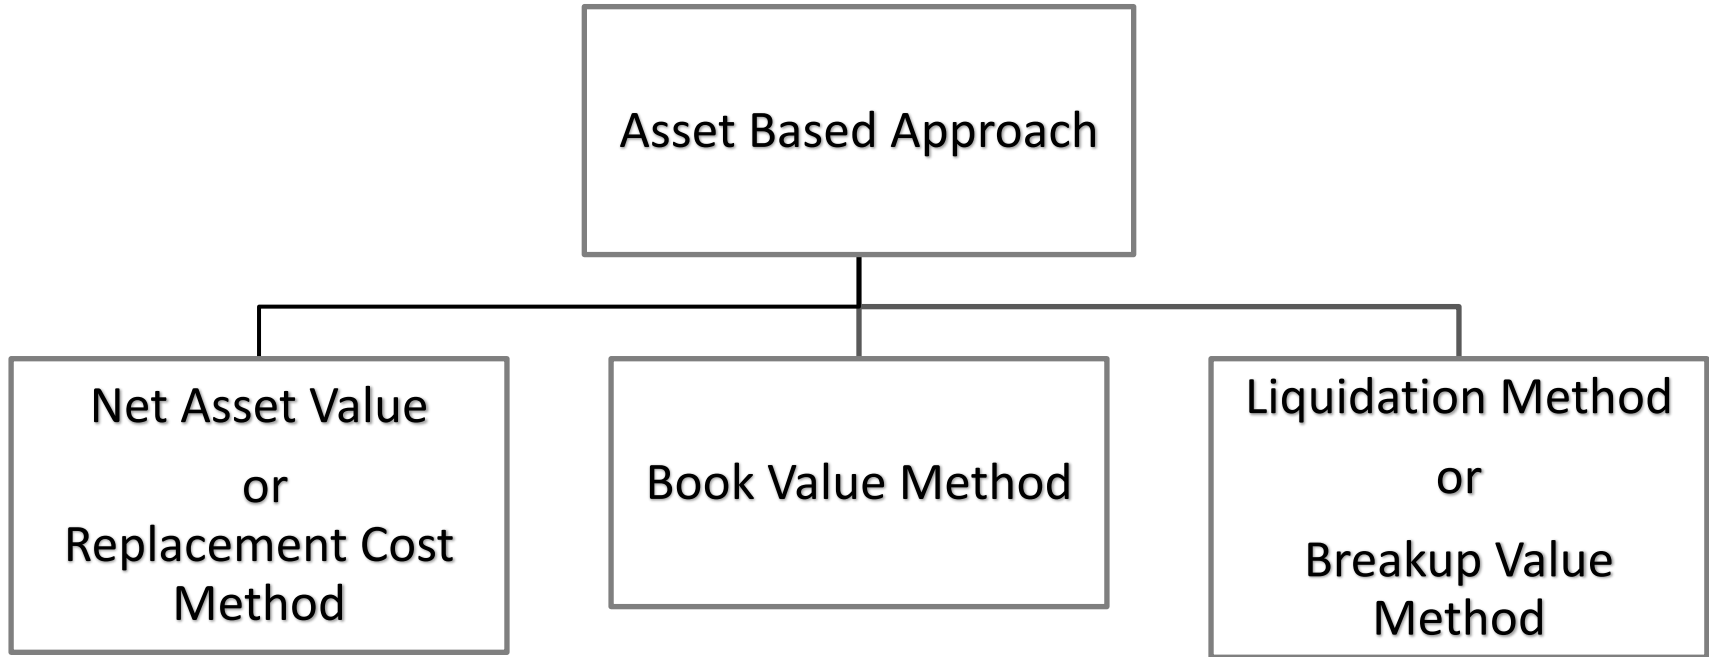 Asset Based Approach
Net Asset Value
or
Replacement Cost
Method
Book Value Method
Liquidation Method
or
Breakup Value
Method